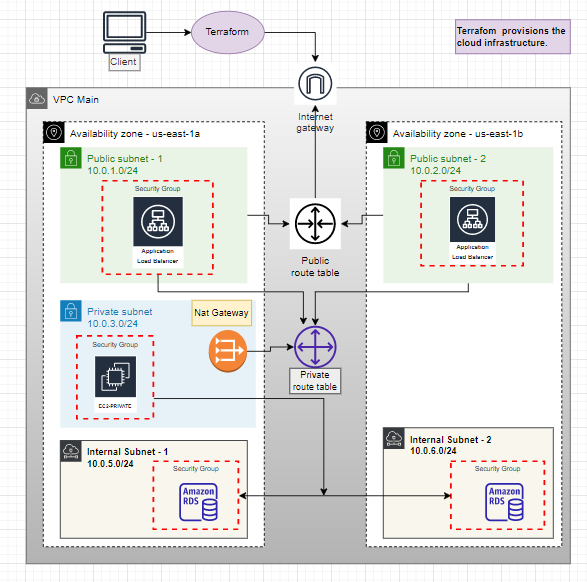 Terraform
Terrafom provisions the
cloud infrastructure.
Client
Internet
gateway
VPC Main
Availability zone - us-east-1a
Availability zone - us-east-1b
Public subnet - 1
10.0.1.0/24
Security Group
Application
Load Balancer
Public subnet - 2
10.0.2.0/24
Security Group
Application
Load Balancer
Public
route table
Private subnet
10.0.3.0/24
Nat Gateway
Security Group
EC2-PRIVATE
Private
route table
Internal Subnet - 1
10.0.5.0/24
Security Group
Amazon
RDS
Internal Subnet - 2
10.0.6.0/24
Security Group
Amazon
RDS